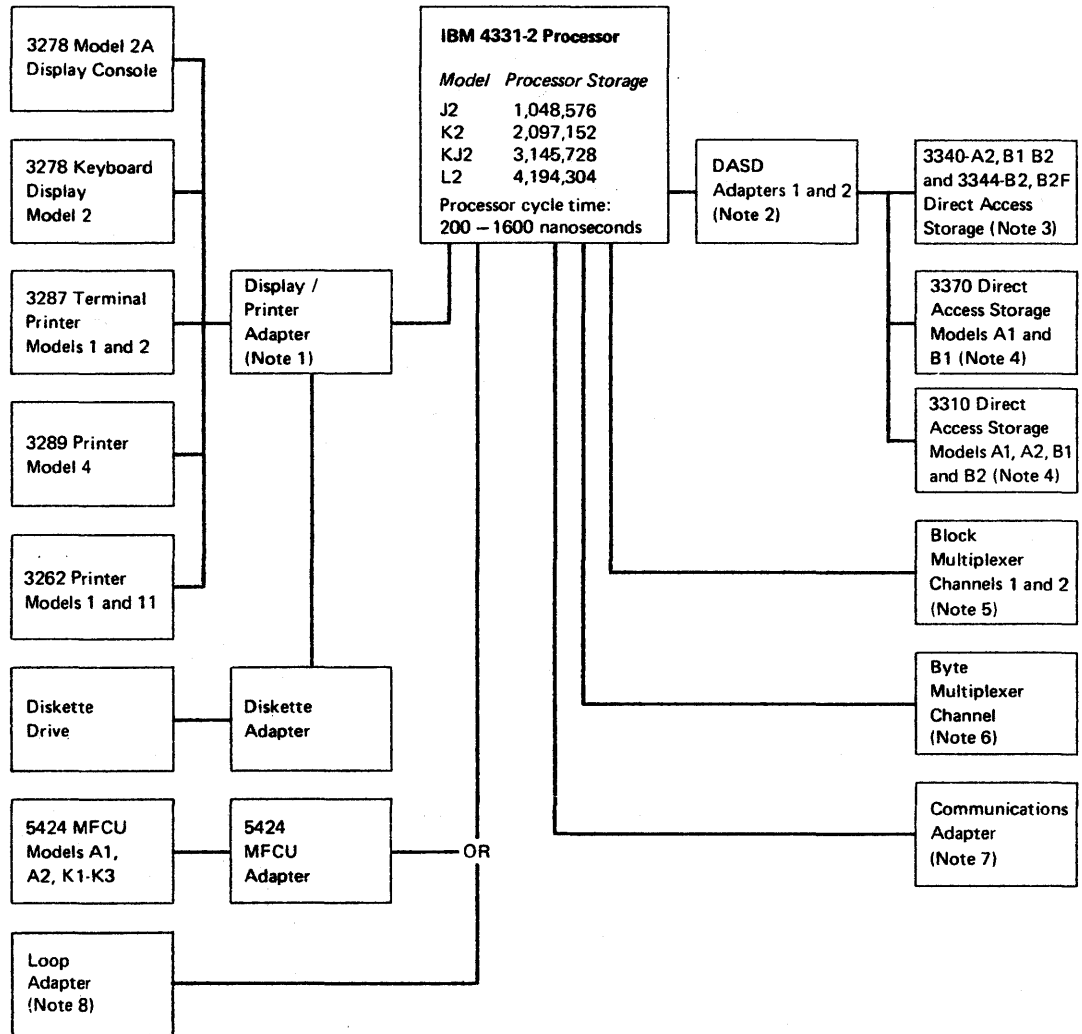 3278 Model 2A
Display Console
3278 Keyboard
Display
Model 2
3287 Terminal
Printer
Models 1 and 2
3289 Printer
Model 4
3262 Printer
Models 1 and 11
Diskette
Drive
5424 MFCU
Models A1,
A2, K1-K3
Loop
Adapter
(Note 8)
Display /
Printer
Adapter
(Note 1)
Diskette
Adapter
5424
MFCU
Adapter
OR
IBM 4331-2 Processor
Model Processor Storage
J2 1,048,576
K2 2,097,152
KJ2 3,145,728
L2 4,194,304
Processor cycle time:
200 – 1600 nanoseconds
DASD
Adapters 1 and 2
(Note 2)
3340-A2, B1 B2
and 3344-B2, B2F
Direct Access
Storage (Note 3)
3370 Direct
Access Storage
Models A1 and
B1 (Note 4)
3310 Direct
Access Storage
Models A1, A2, B1
and B2 (Note 4)
Block
Multiplexer
Channels 1 and 2
(Note 5)
Byte
Multiplexer
Channel
(Note 6)
Communications
Adapter
(Note 7)